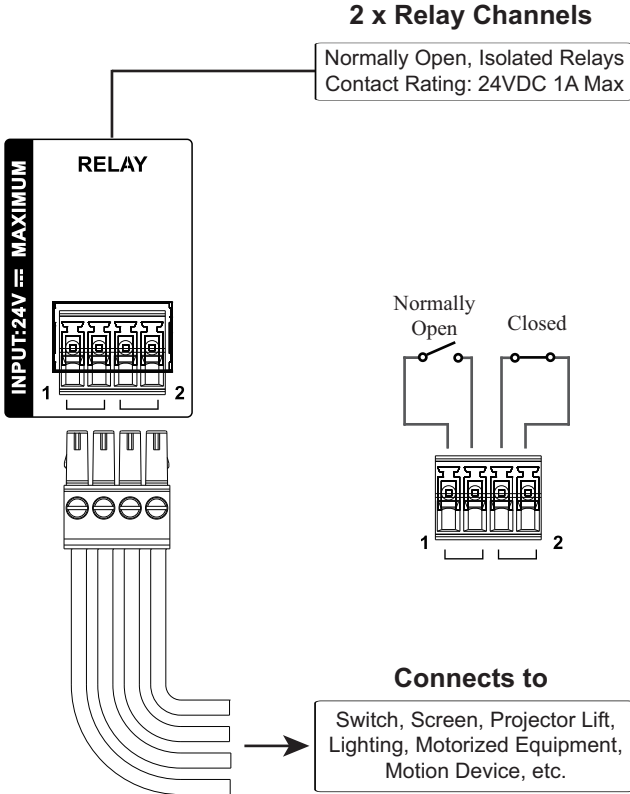 2 x Relay Channels
Normally Open, Isolated Relays
Contact Rating: 24VDC 1A Max
RELAY
INPUT:24V ⎓ MAXIMUM
1 2
Normally
Open
Closed
1 2
Connects to
Switch, Screen, Projector Lift,
Lighting, Motorized Equipment,
Motion Device, etc.